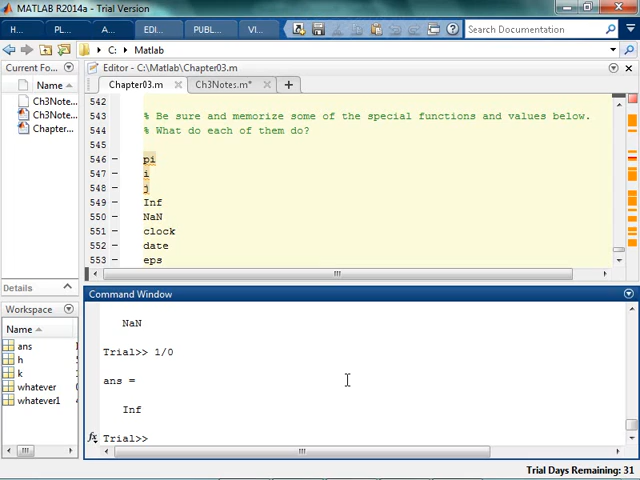 MATLAB R2014a - Trial Version
H... PL... A... EDI... PUBL... VI... Search Documentation
C: Matlab
Current Fo...
Name
Ch3Note...
Ch3Note...
Chapter...
Details
Workspace
Name
ans
h
k
whatever
whatever1
Editor - C:\Matlab\Chapter03.m
Chapter03.m Ch3Notes.m*
542
543 % Be sure and memorize some of the special functions and values below.
544 % What do each of them do?
545
546 - pi
547 - i
548 - j
549 - Inf
550 - NaN
551 - clock
552 - date
553 - eps
Command Window
NaN
Trial>> 1/0
ans =
Inf
fx Trial>>
Trial Days Remaining: 31